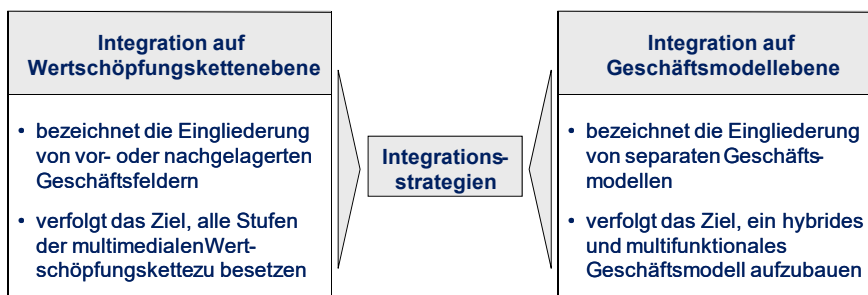 Integration auf
Wertschöpfungskettenebene
• bezeichnet die Eingliederung
von vor- oder nachgelagerten
Geschäftsfeldern
• verfolgt das Ziel, alle Stufen
der multimedialenWert-
schöpfungskettezu besetzen
Integrations-
strategien
Integration auf
Geschäftsmodellebene
• bezeichnet die Eingliederung
von separaten Geschäfts-
modellen
• verfolgt das Ziel, ein hybrides
und multifunktionales
Geschäftsmodell aufzubauen